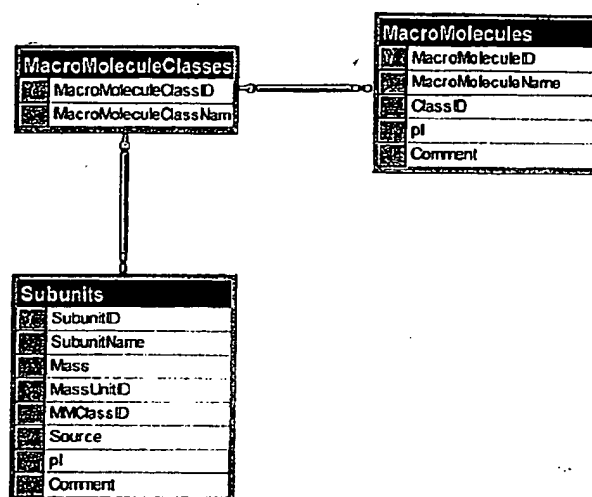 MacroMoleculeClasses
MacroMoleculeClassID
MacroMoleculeClassNam
MacroMolecules
MacroMoleculeID
MacroMoleculeName
ClassID
pI
Comment
Subunits
SubunitID
SubunitName
Mass
MassUnitID
MMClassID
Source
pI
Comment